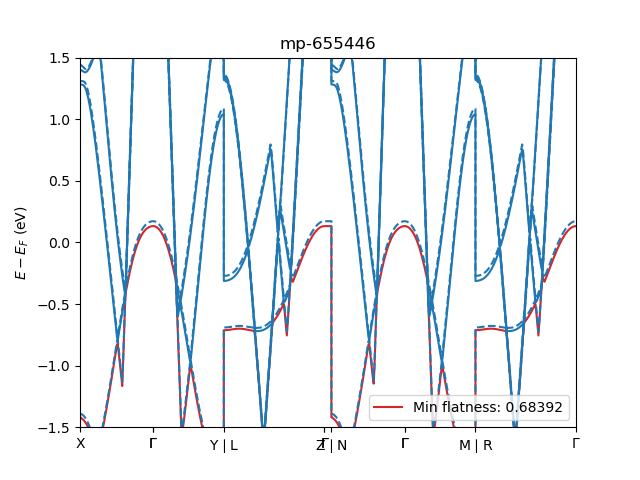 mp-655446
E − E_F (eV)
1.5
1.0
0.5
0.0
−0.5
−1.0
−1.5
Min flatness: 0.68392
X Γ Y | L Z Γ | N Γ M | R Γ